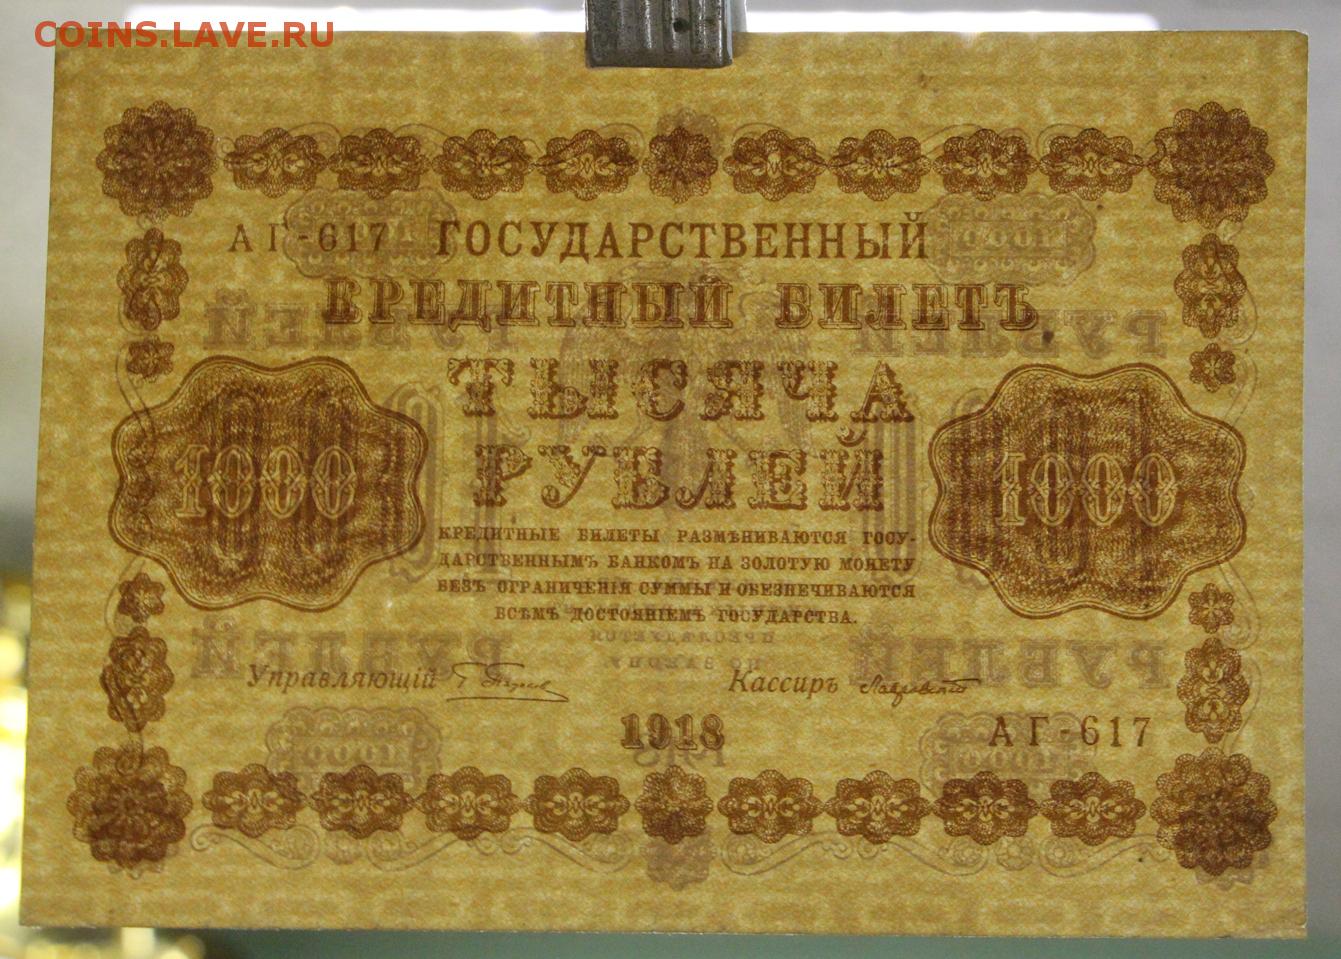 COINS.LAVE.RU
АГ-617 ГОСУДАРСТВЕННЫЙ
КРЕДИТНЫЙ БИЛЕТЪ
ТЫСЯЧА
РУБЛЕЙ
1000 1000
КРЕДИТНЫЕ БИЛЕТЫ РАЗМѢНИВАЮТСЯ ГОСУ-
ДАРСТВЕННЫМЪ БАНКОМЪ НА ЗОЛОТУЮ МОНЕТУ
БЕЗЪ ОГРАНИЧЕНІЯ СУММЫ И ОБЕЗПЕЧИВАЮТСЯ
ВСѢМЪ ДОСТОЯНІЕМЪ ГОСУДАРСТВА.
Управляющій Кассиръ
1918 АГ-617